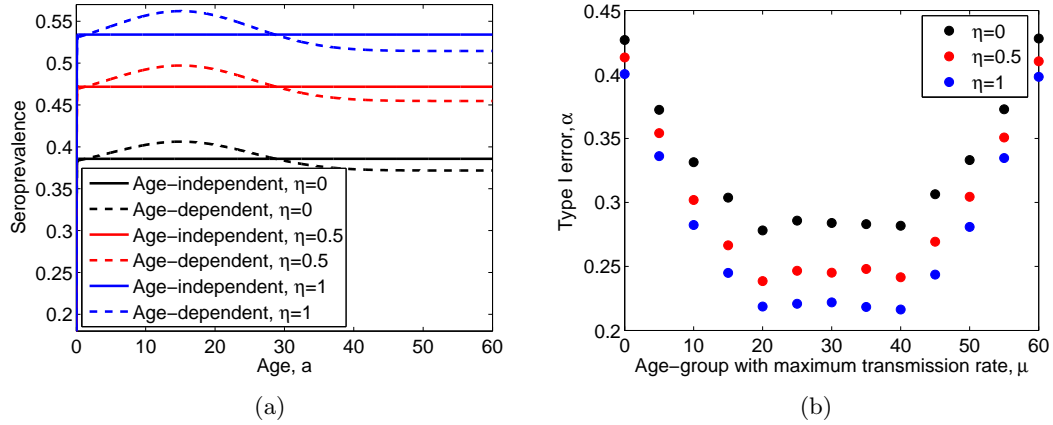 0.55
0.5
0.45
0.4
0.35
0.3
0.25
0.2
Seroprevalence
Age−independent, η=0
Age−dependent, η=0
Age−independent, η=0.5
Age−dependent, η=0.5
Age−independent, η=1
Age−dependent, η=1
0 10 20 30 40 50 60
Age, a
(a)
0.45
0.4
0.35
0.3
0.25
0.2
Type I error, α
η=0
η=0.5
η=1
0 10 20 30 40 50 60
Age−group with maximum transmission rate, μ
(b)